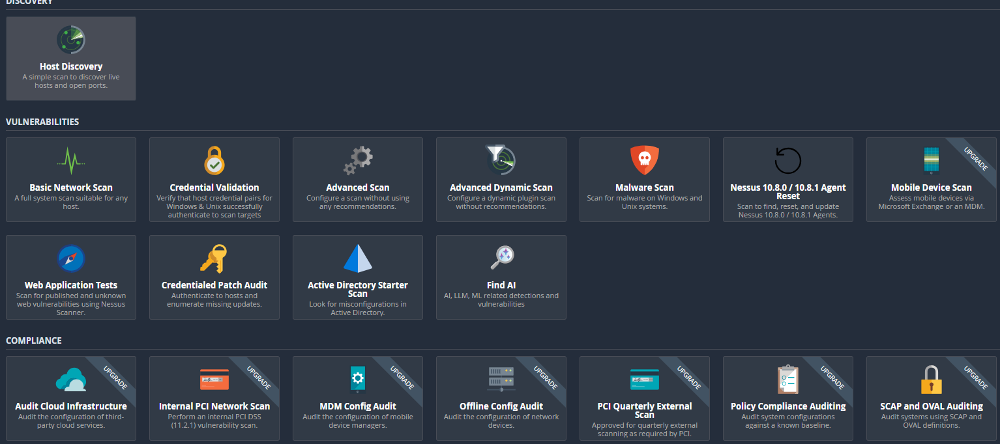 DISCOVERY
Host Discovery
A simple scan to discover live
hosts and open ports.
VULNERABILITIES
Basic Network Scan
A full system scan suitable for any
host.
Credential Validation
Verify that host credential pairs for
Windows & Unix successfully
authenticate to scan targets
Advanced Scan
Configure a scan without using
any recommendations.
Advanced Dynamic Scan
Configure a dynamic plugin scan
without recommendations.
Malware Scan
Scan for malware on Windows and
Unix systems.
Nessus 10.8.0 / 10.8.1 Agent
Reset
Scan to find, reset, and update
Nessus 10.8.0 / 10.8.1 Agents.
UPGRADE
Mobile Device Scan
Assess mobile devices via
Microsoft Exchange or an MDM.
Web Application Tests
Scan for published and unknown
web vulnerabilities using Nessus
Scanner.
Credentialed Patch Audit
Authenticate to hosts and
enumerate missing updates.
Active Directory Starter
Scan
Look for misconfigurations in
Active Directory.
Find AI
AI, LLM, ML related detections and
vulnerabilities
COMPLIANCE
UPGRADE
Audit Cloud Infrastructure
Audit the configuration of third-
party cloud services.
UPGRADE
Internal PCI Network Scan
Perform an internal PCI DSS
(11.2.1) vulnerability scan.
UPGRADE
MDM Config Audit
Audit the configuration of mobile
device managers.
UPGRADE
Offline Config Audit
Audit the configuration of network
devices.
UPGRADE
PCI Quarterly External
Scan
Approved for quarterly external
scanning as required by PCI.
UPGRADE
Policy Compliance Auditing
Audit system configurations
against a known baseline.
UPGRADE
SCAP and OVAL Auditing
Audit systems using SCAP and
OVAL definitions.